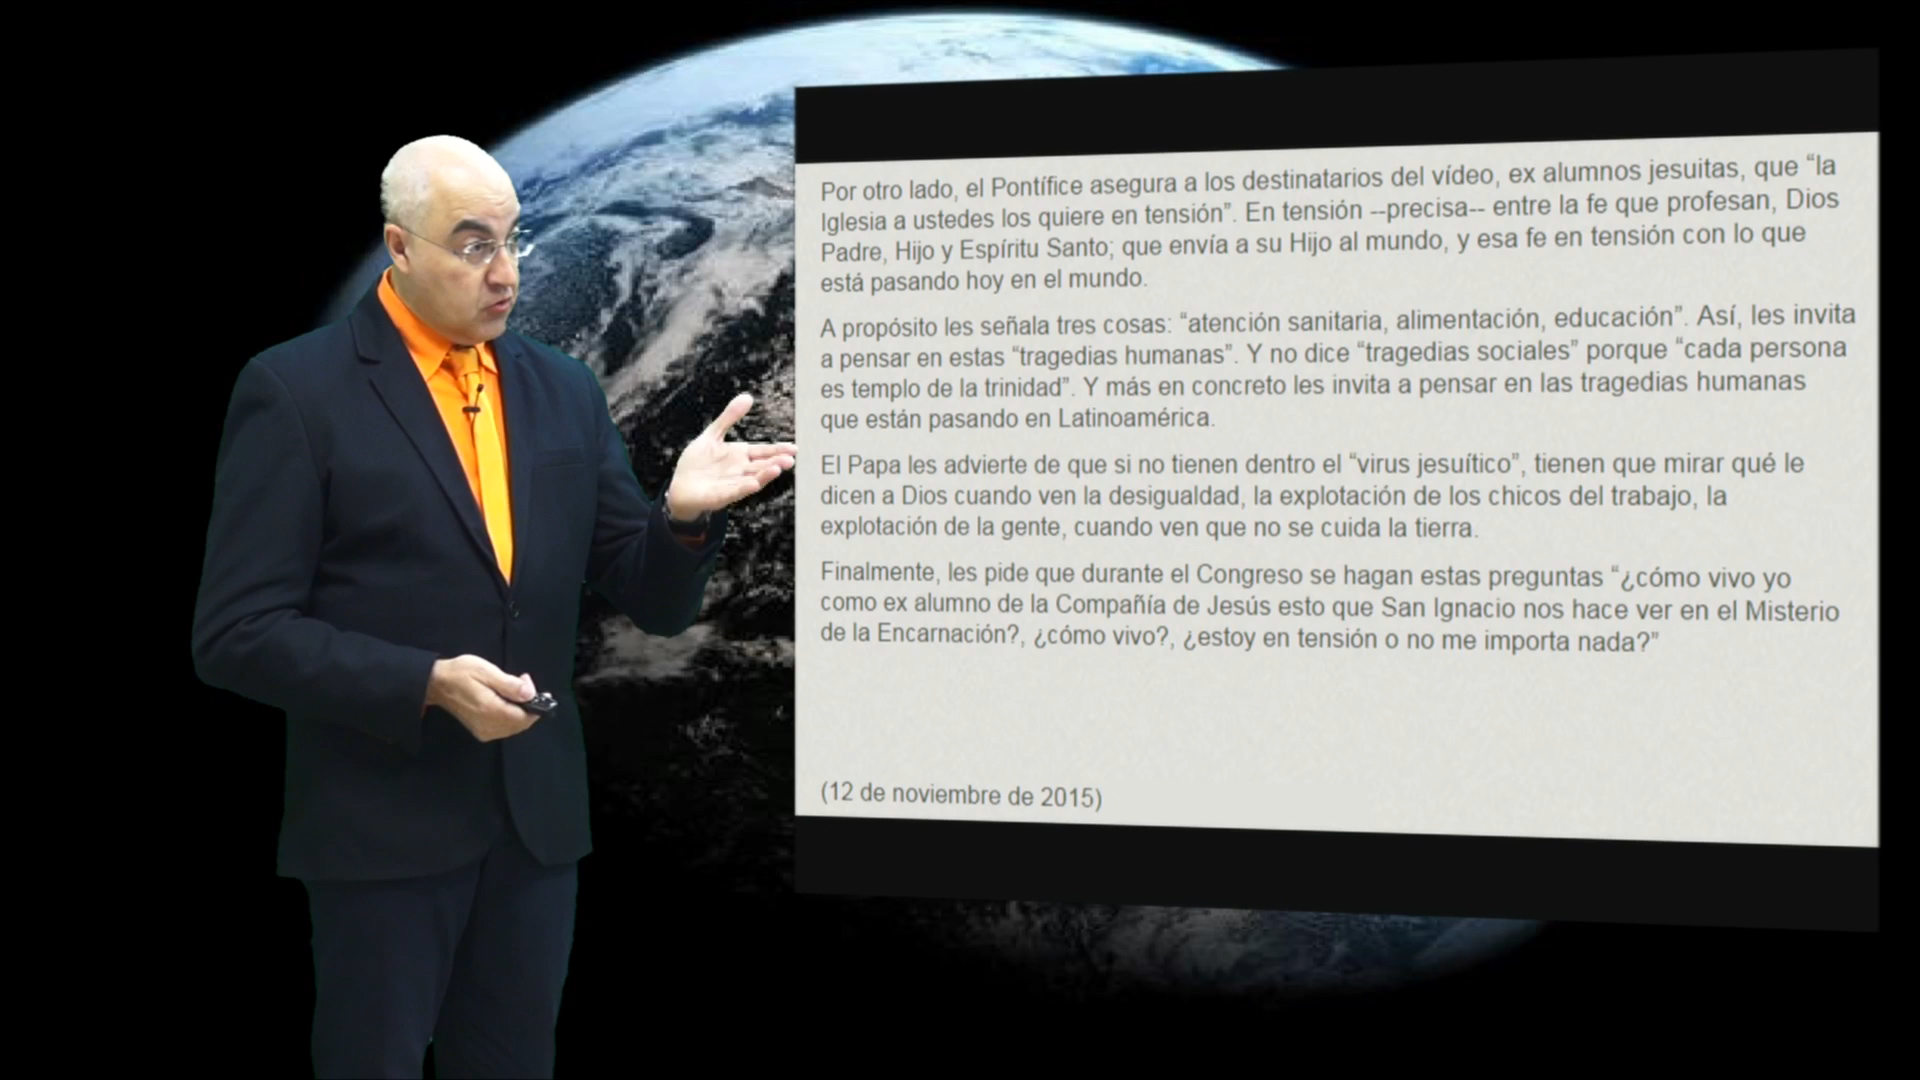 Por otro lado, el Pontífice asegura a los destinatarios del vídeo, ex alumnos jesuitas, que “la
Iglesia a ustedes los quiere en tensión”. En tensión --precisa-- entre la fe que profesan, Dios
Padre, Hijo y Espíritu Santo; que envía a su Hijo al mundo, y esa fe en tensión con lo que
está pasando hoy en el mundo.
A propósito les señala tres cosas: “atención sanitaria, alimentación, educación”. Así, les invita
a pensar en estas “tragedias humanas”. Y no dice “tragedias sociales” porque “cada persona
es templo de la trinidad”. Y más en concreto les invita a pensar en las tragedias humanas
que están pasando en Latinoamérica.
El Papa les advierte de que si no tienen dentro el “virus jesuítico”, tienen que mirar qué le
dicen a Dios cuando ven la desigualdad, la explotación de los chicos del trabajo, la
explotación de la gente, cuando ven que no se cuida la tierra.
Finalmente, les pide que durante el Congreso se hagan estas preguntas “¿cómo vivo yo
como ex alumno de la Compañía de Jesús esto que San Ignacio nos hace ver en el Misterio
de la Encarnación?, ¿cómo vivo?, ¿estoy en tensión o no me importa nada?”
(12 de noviembre de 2015)